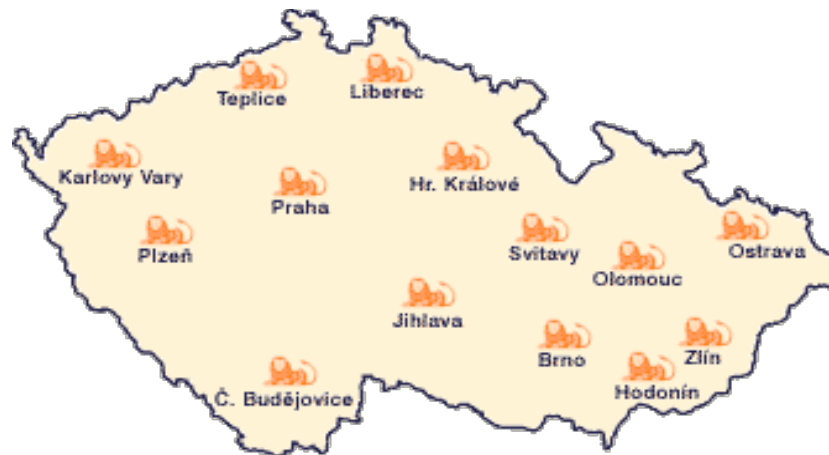 Teplice
Liberec
Karlovy Vary
Hr. Králové
Praha
Plzeň
Svitavy
Ostrava
Olomouc
Jihlava
Brno
Zlín
Hodonín
Č. Budějovice